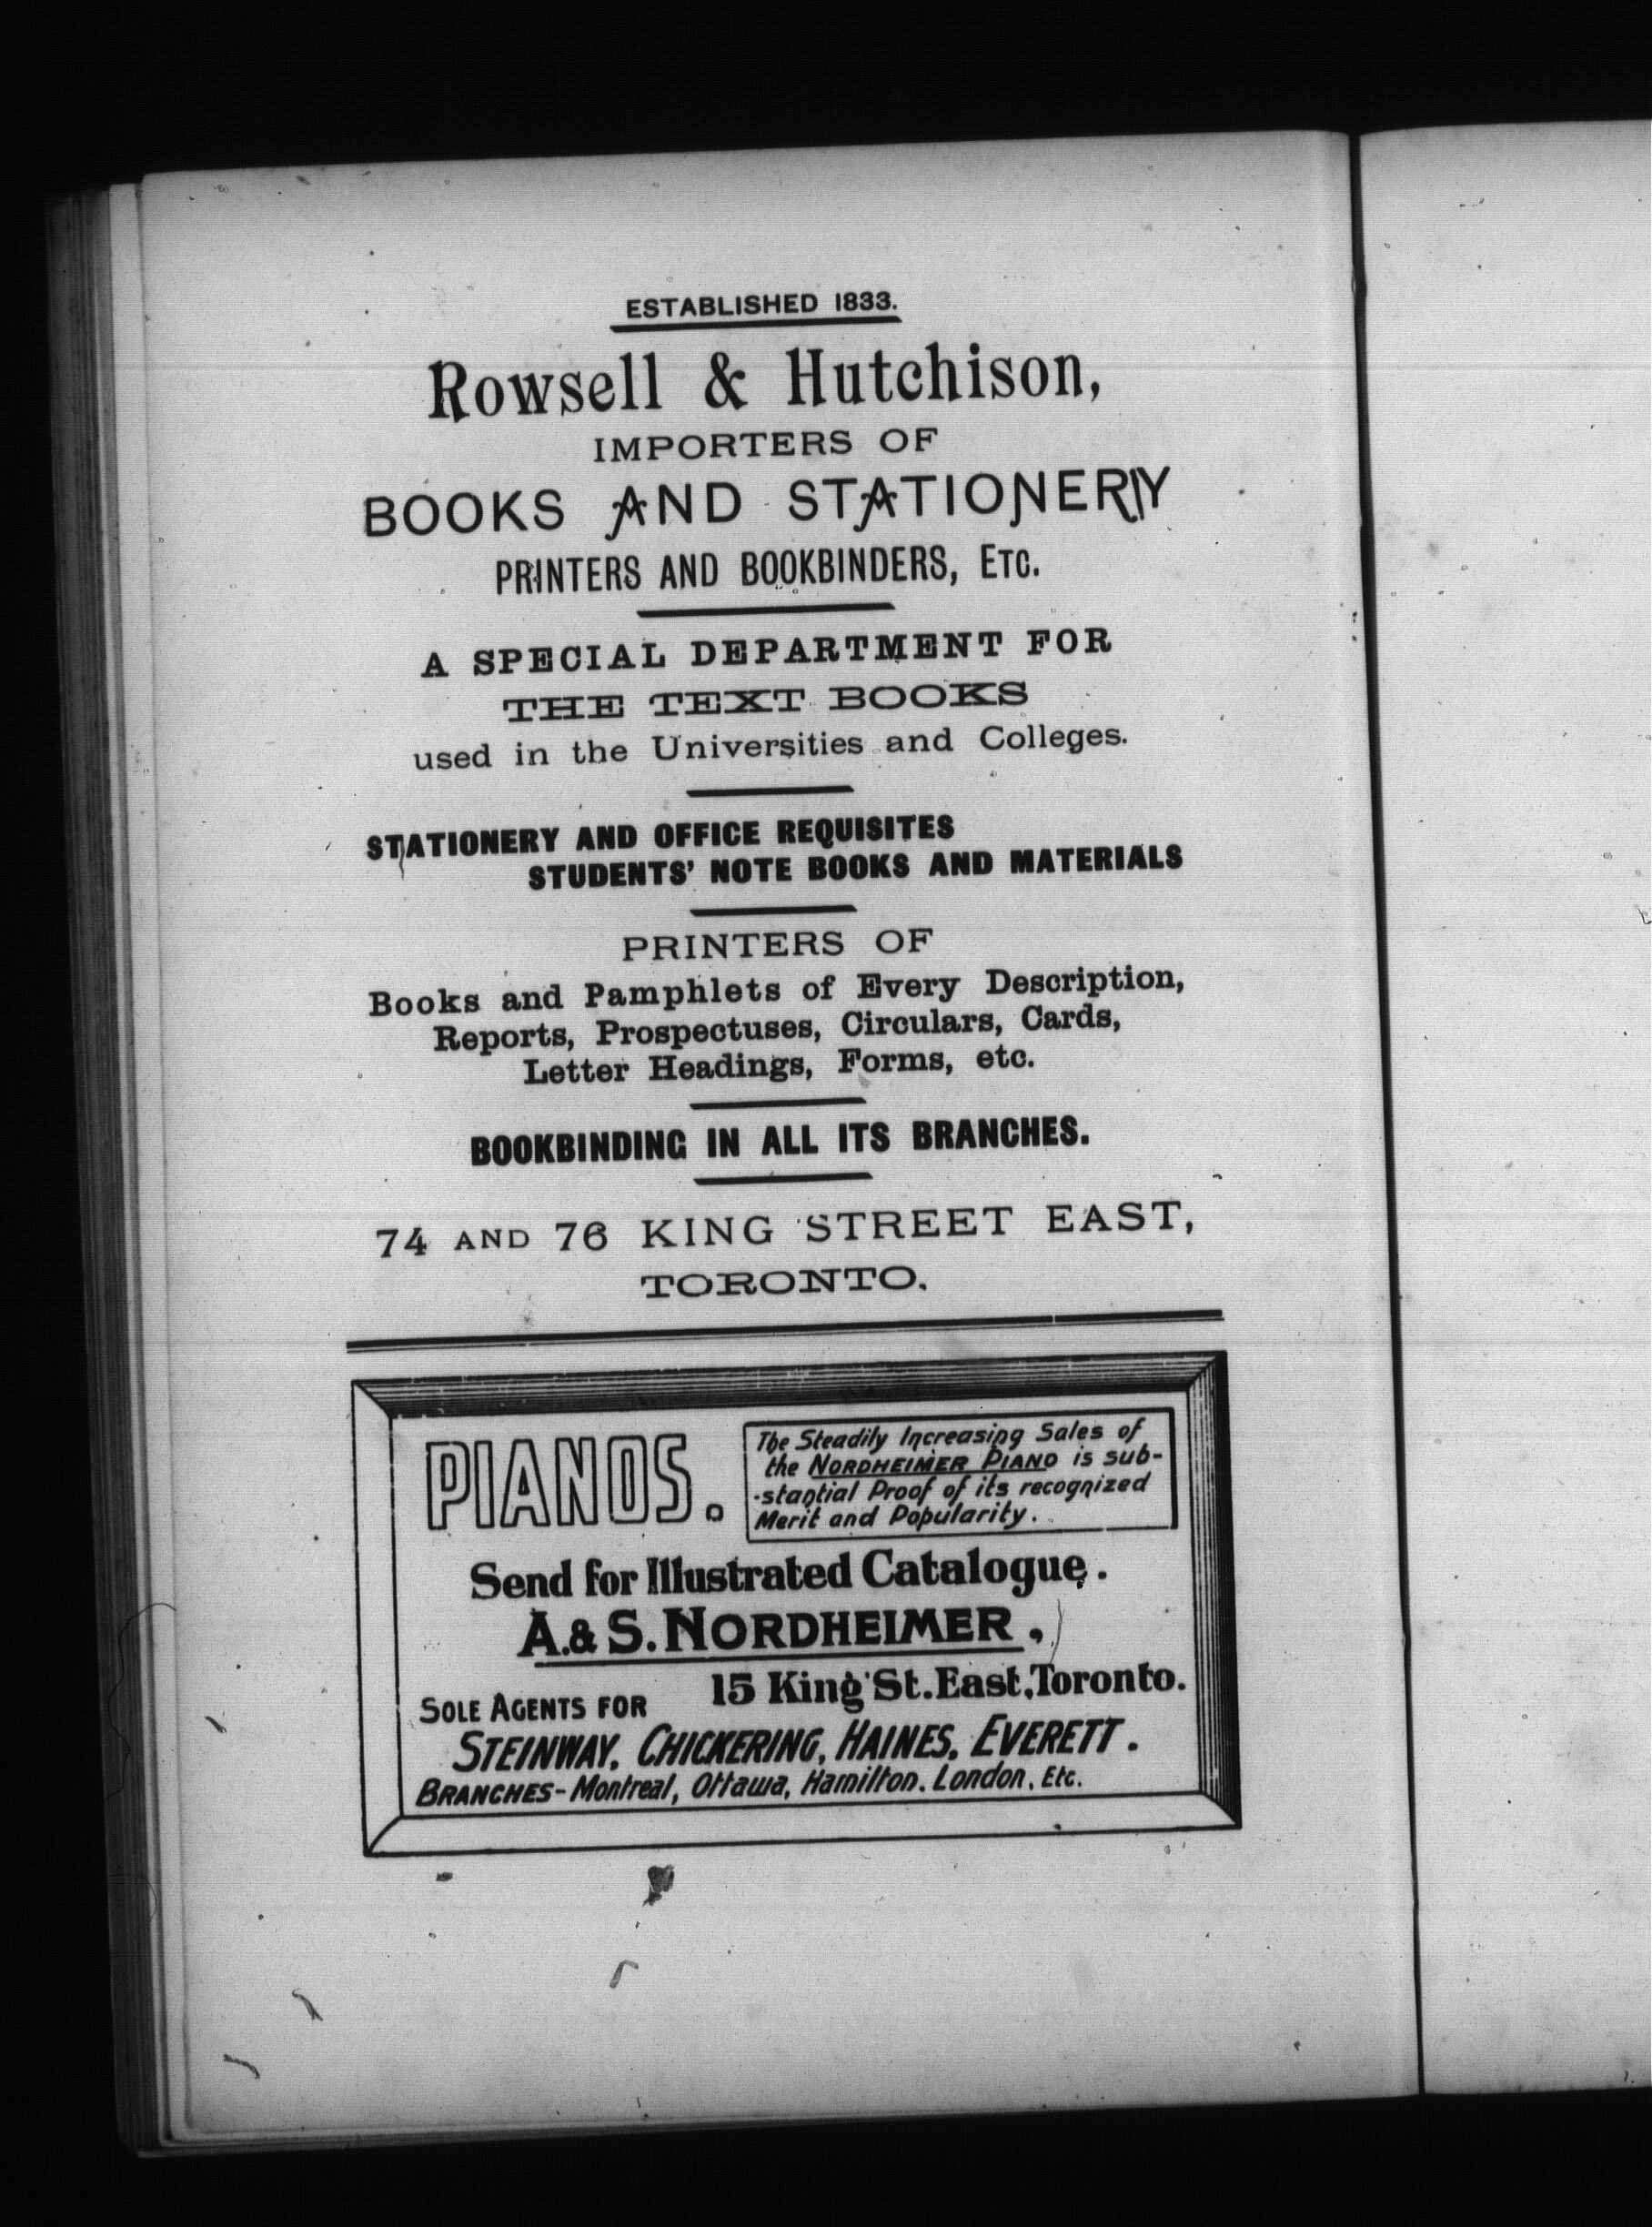 ESTABLISHED 1833.
Rowsell & Hutchison,
IMPORTERS OF
BOOKS AND STATIONERY
PRINTERS AND BOOKBINDERS, ETC.
A SPECIAL DEPARTMENT FOR
THE TEXT BOOKS
used in the Universities and Colleges.
STATIONERY AND OFFICE REQUISITES
STUDENTS' NOTE BOOKS AND MATERIALS
PRINTERS OF
Books and Pamphlets of Every Description,
Reports, Prospectuses, Circulars, Cards,
Letter Headings, Forms, etc.
BOOKBINDING IN ALL ITS BRANCHES.
74 AND 76 KING STREET EAST,
TORONTO.
PIANOS.
The Steadily Increasing Sales of
the NORDHEIMER PIANO is sub-
-stantial Proof of its recognized
Merit and Popularity.
Send for Illustrated Catalogue.
A. & S. NORDHEIMER,
15 King St. East, Toronto.
SOLE AGENTS FOR
STEINWAY, CHICKERING, HAINES, EVERETT.
BRANCHES - Montreal, Ottawa, Hamilton, London, Etc.